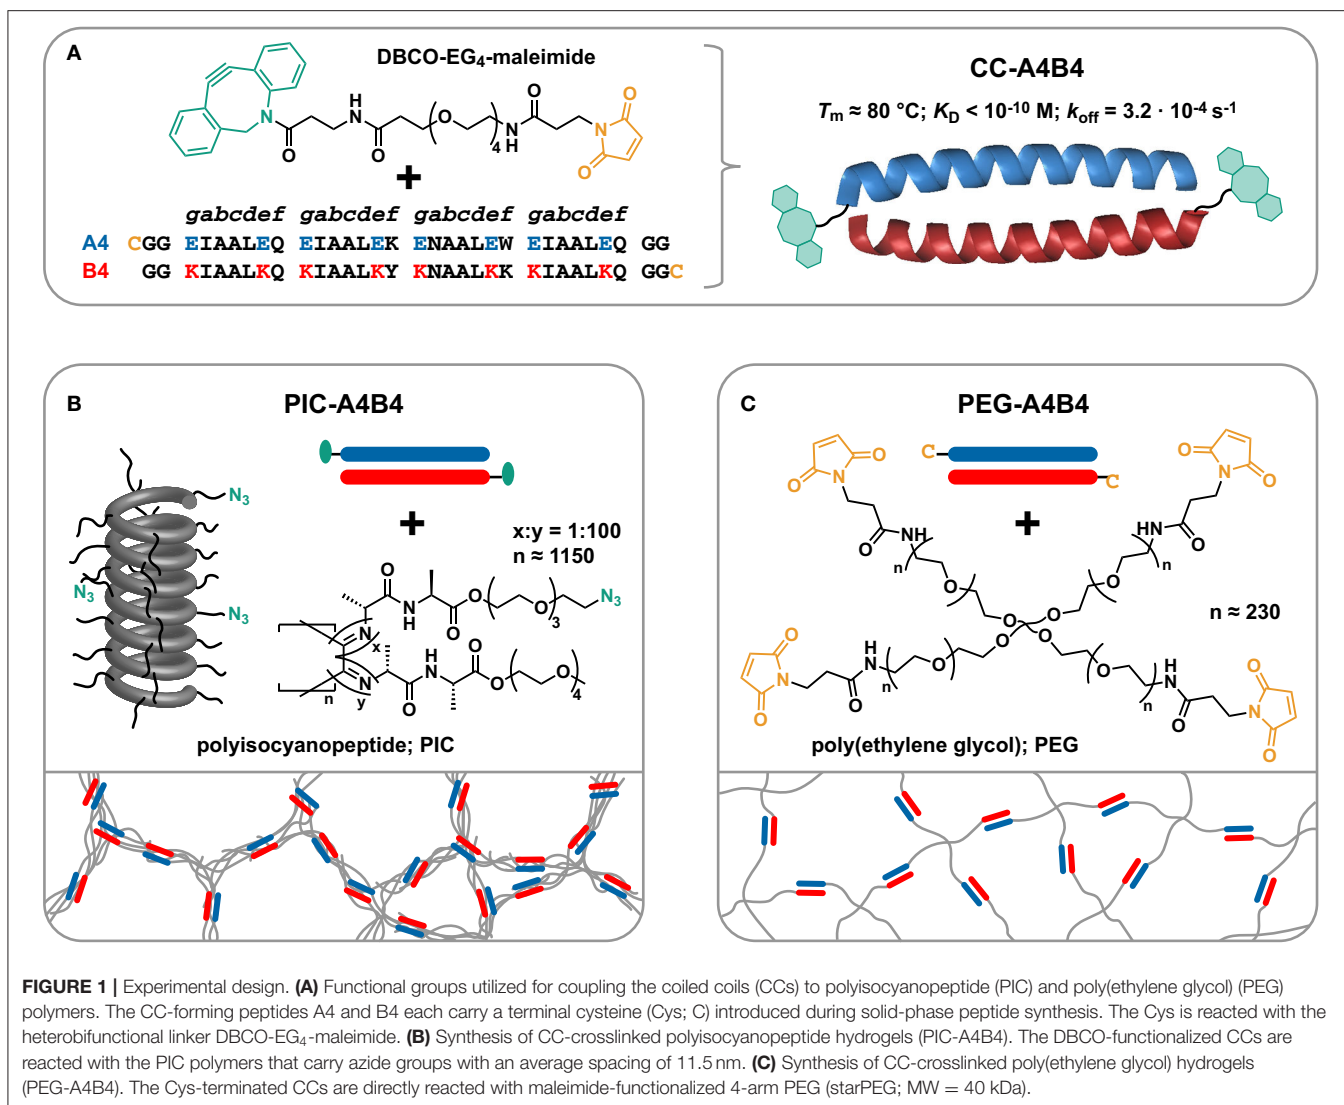 A
DBCO-EG4-maleimide
N
O
H
N
O
O
4
N
H
O
N
O
O
+
gabcdef gabcdef gabcdef gabcdef
A4 CGG EIAALEQ EIAALEK ENAALEW EIAALEQ GG
B4 GG KIAALKQ KIAALKY KNAALKK KIAALKQ GGC
CC-A4B4
Tm ≈ 80 °C; KD < 10-10 M; koff = 3.2 · 10-4 s-1
B
PIC-A4B4
+
x:y = 1:100
n ≈ 1150
N3
N3
N3
O
N
H
O
O
O
3
N3
N
x
N
y
n
O
H
N
O
O
O
4
polyisocyanopeptide; PIC
C
PEG-A4B4
C
C
+
O
N
O
O
NH
n
O
O
N
O
O
NH
n
O
O
O
O
O
n ≈ 230
O
N
O
O
H
N
n
O
O
O
O
n
H
N
O
N
O
O
poly(ethylene glycol); PEG
FIGURE 1 | Experimental design. (A) Functional groups utilized for coupling the coiled coils (CCs) to polyisocyanopeptide (PIC) and poly(ethylene glycol) (PEG)
polymers. The CC-forming peptides A4 and B4 each carry a terminal cysteine (Cys; C) introduced during solid-phase peptide synthesis. The Cys is reacted with the
heterobifunctional linker DBCO-EG4-maleimide. (B) Synthesis of CC-crosslinked polyisocyanopeptide hydrogels (PIC-A4B4). The DBCO-functionalized CCs are
reacted with the PIC polymers that carry azide groups with an average spacing of 11.5 nm. (C) Synthesis of CC-crosslinked poly(ethylene glycol) hydrogels
(PEG-A4B4). The Cys-terminated CCs are directly reacted with maleimide-functionalized 4-arm PEG (starPEG; MW = 40 kDa).